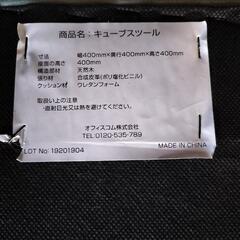 商品名：キューブスツール
寸法 幅400mm×奥行400mm×高さ400mm
座面の高さ 400mm
構造部材 天然木
張り材 合成皮革(ポリ塩化ビニル)
クッション材 ウレタンフォーム
取扱い上の注意
・直射日光又は熱を避けてください。
オフィスコム株式会社
TEL:0120-535-789
LOT No: 19201904 MADE IN CHINA